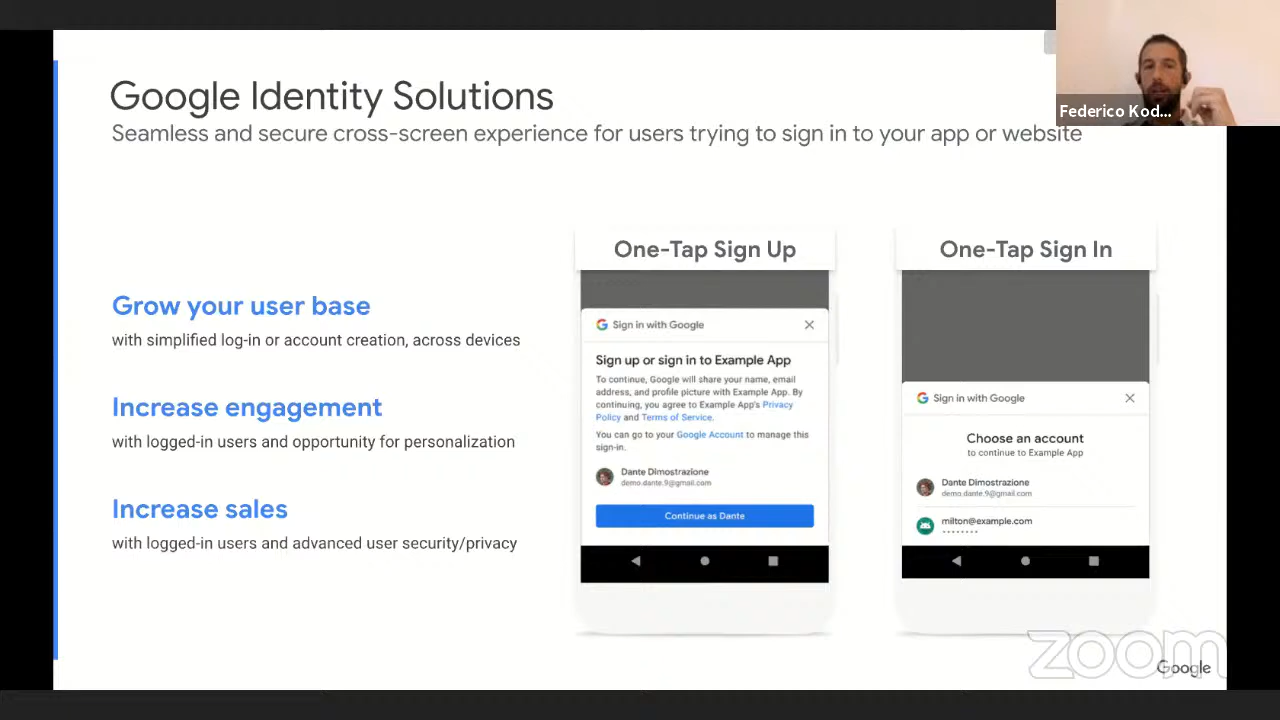 Google Identity Solutions
Seamless and secure cross-screen experience for users trying to sign in to your app or website
Federico Kod...
Grow your user base
with simplified log-in or account creation, across devices
Increase engagement
with logged-in users and opportunity for personalization
Increase sales
with logged-in users and advanced user security/privacy
One-Tap Sign Up
Sign in with Google
Sign up or sign in to Example App
To continue, Google will share your name, email
address, and profile picture with Example App. By
continuing, you agree to Example App's Privacy
Policy and Terms of Service.
You can go to your Google Account to manage this
sign-in.
Dante Dimostrazione
demo.dante.9@gmail.com
Continue as Dante
One-Tap Sign In
Sign in with Google
Choose an account
to continue to Example App
Dante Dimostrazione
demo.dante.9@gmail.com
milton@example.com
••••••••
zoom
Google